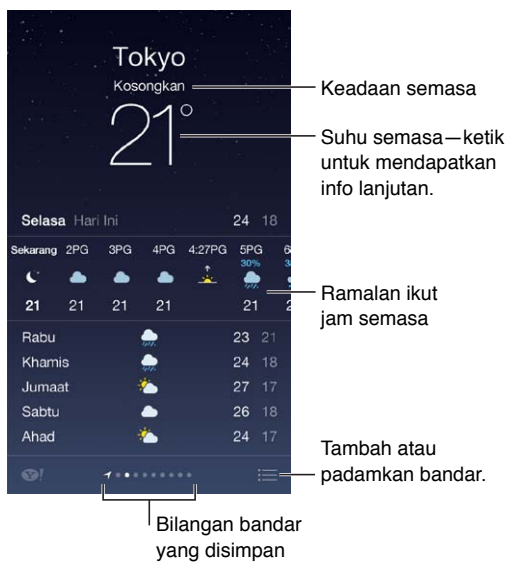 Tokyo
Kosongkan
21°
Keadaan semasa
Suhu semasa—ketik
untuk mendapatkan
info lanjutan.
Selasa Hari Ini 24 18
Sekarang 2PG 3PG 4PG 4:27PG 5PG
30%
21 21 21 21 21
Ramalan ikut
jam semasa
Rabu 23 21
Khamis 24 18
Jumaat 27 17
Sabtu 26 18
Ahad 24 17
Y!
Tambah atau
padamkan bandar.
Bilangan bandar
yang disimpan